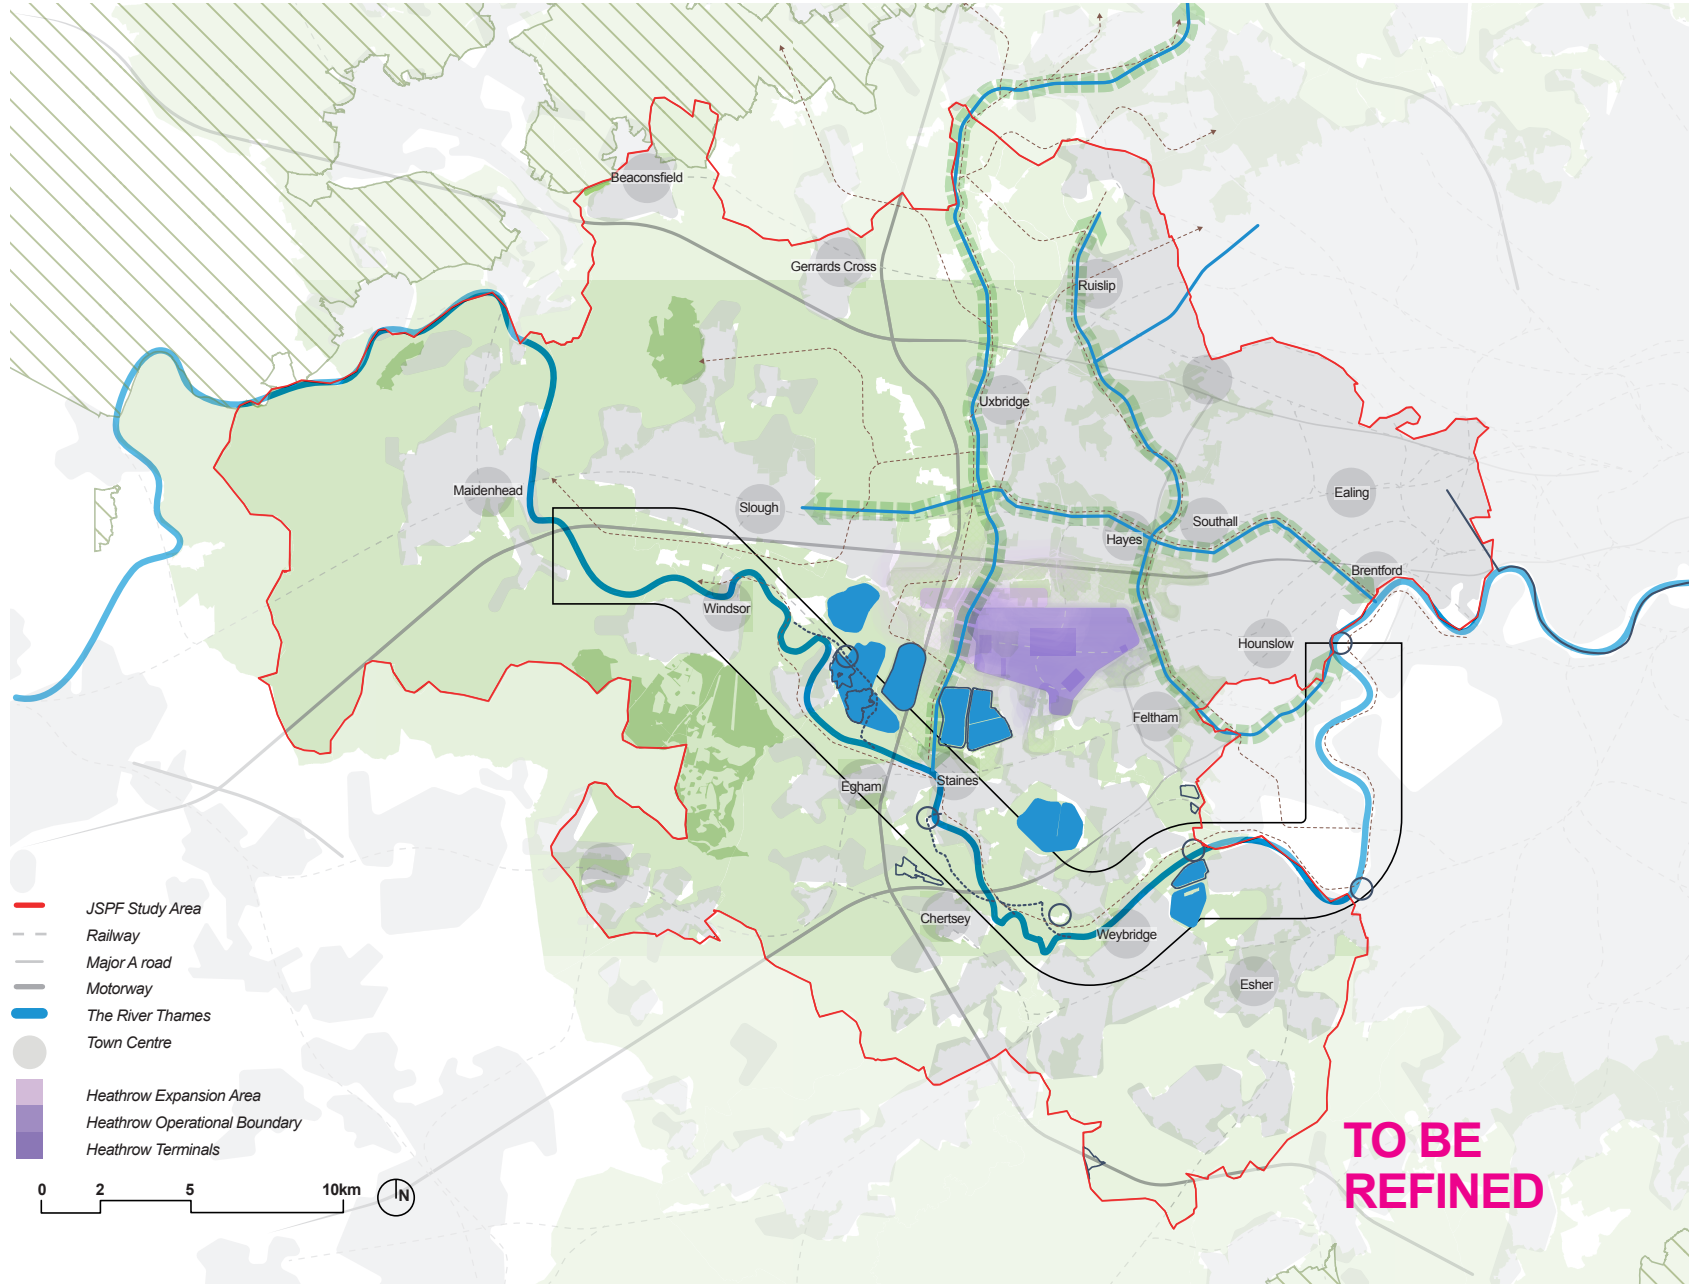 Beaconsfield
Gerrards Cross
Ruislip
Uxbridge
Maidenhead
Slough
Ealing
Southall
Hayes
Brentford
Windsor
Hounslow
Feltham
Staines
Egham
Chertsey
Weybridge
Esher
JSPF Study Area
Railway
Major A road
Motorway
The River Thames
Town Centre
Heathrow Expansion Area
Heathrow Operational Boundary
Heathrow Terminals
0 2 5 10km
N
TO BE
REFINED